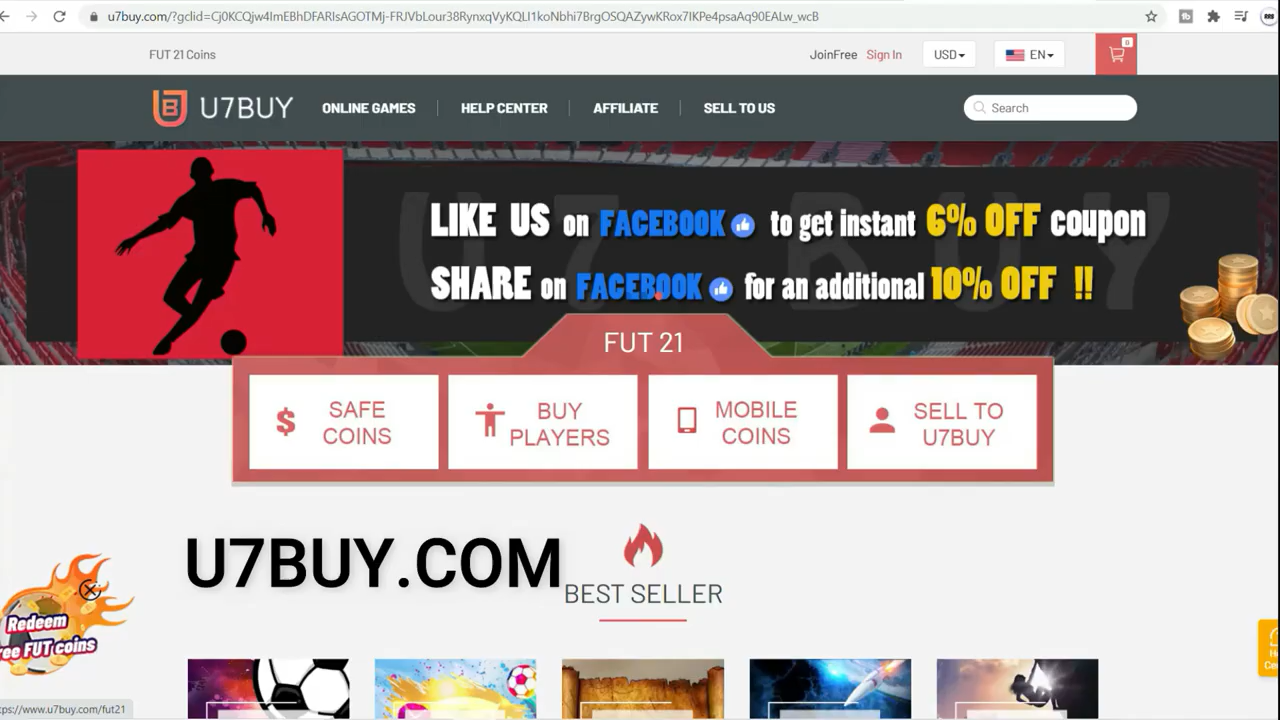 u7buy.com/?gclid=Cj0KCQjw4ImEBhDFARIsAGOTMj-FRJVbLour38RynxqVyKQLI1koNbhi7BrgOSQAZywKRox7IKPe4psaAq90EALw_wcB
FUT 21 Coins
JoinFree Sign In USD EN 0
U7BUY ONLINE GAMES HELP CENTER AFFILIATE SELL TO US Search
LIKE US on FACEBOOK to get instant 6% OFF coupon
SHARE on FACEBOOK for an additional 10% OFF !!
FUT 21
SAFE COINS
BUY PLAYERS
MOBILE COINS
SELL TO U7BUY
U7BUY.COM
BEST SELLER
Redeem
ree FUT coins
He
Cen
tps://www.u7buy.com/fut21